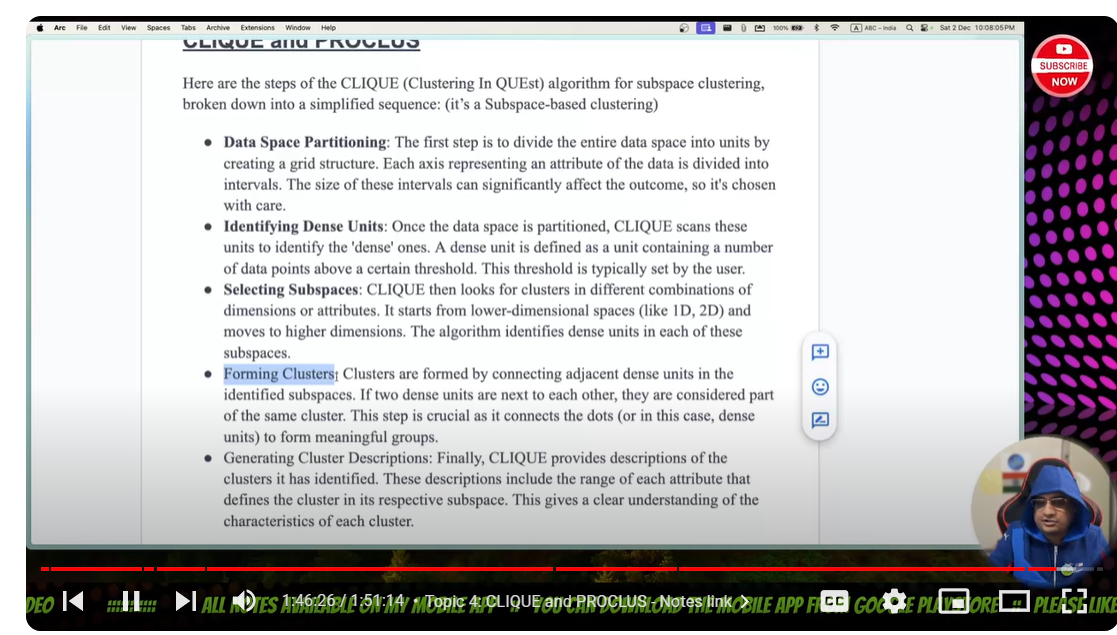 Arc File Edit View Spaces Tabs Archive Extensions Window Help
100% ABC – India Sat 2 Dec 10:08:05 PM
CLIQUE and PROCLUS
SUBSCRIBE
NOW
Here are the steps of the CLIQUE (Clustering In QUEst) algorithm for subspace clustering,
broken down into a simplified sequence: (it's a Subspace-based clustering)
● Data Space Partitioning: The first step is to divide the entire data space into units by
creating a grid structure. Each axis representing an attribute of the data is divided into
intervals. The size of these intervals can significantly affect the outcome, so it's chosen
with care.
● Identifying Dense Units: Once the data space is partitioned, CLIQUE scans these
units to identify the 'dense' ones. A dense unit is defined as a unit containing a number
of data points above a certain threshold. This threshold is typically set by the user.
● Selecting Subspaces: CLIQUE then looks for clusters in different combinations of
dimensions or attributes. It starts from lower-dimensional spaces (like 1D, 2D) and
moves to higher dimensions. The algorithm identifies dense units in each of these
subspaces.
● Forming Clusters: Clusters are formed by connecting adjacent dense units in the
identified subspaces. If two dense units are next to each other, they are considered part
of the same cluster. This step is crucial as it connects the dots (or in this case, dense
units) to form meaningful groups.
● Generating Cluster Descriptions: Finally, CLIQUE provides descriptions of the
clusters it has identified. These descriptions include the range of each attribute that
defines the cluster in its respective subspace. This gives a clear understanding of the
characteristics of each cluster.
DEO :: ALL NOTES AVAILABLE ON MOBILE APP :: YOU CAN DOWNLOAD THE MOBILE APP FROM GOOGLE PLAYSTORE :: PLEASE LIKE
1:46:26 / 1:51:14 • Topic 4: CLIQUE and PROCLUS - Notes link >
CC